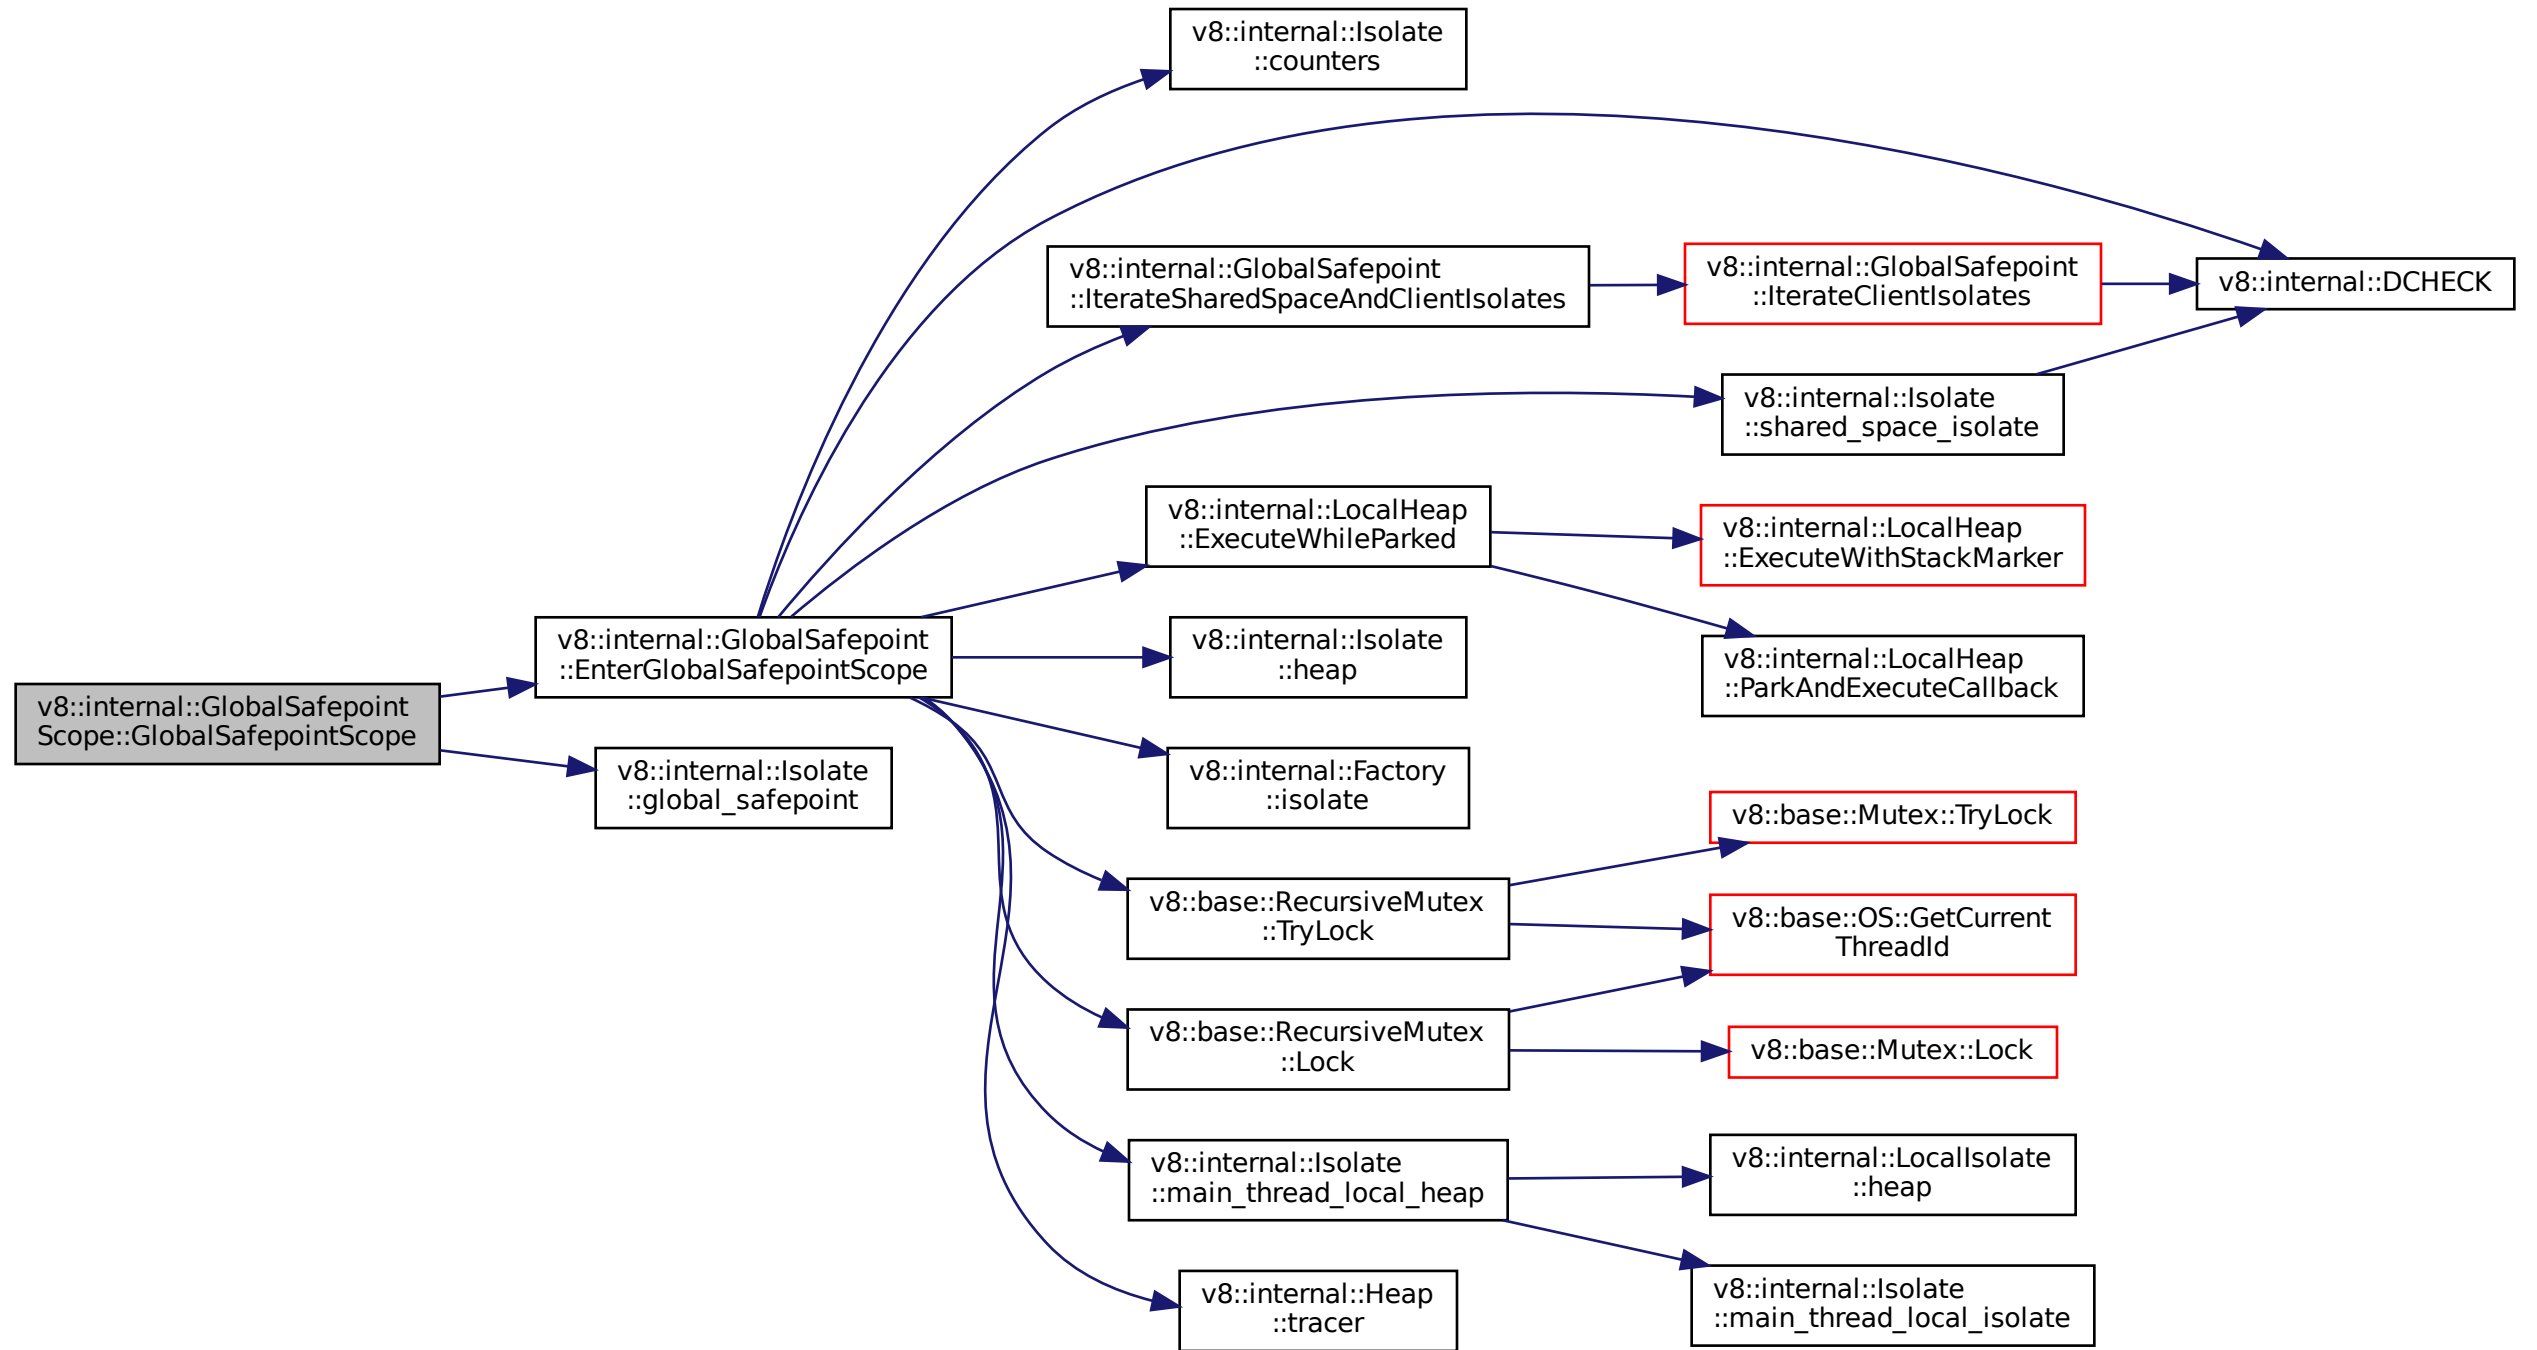 v8::internal::GlobalSafepoint
Scope::GlobalSafepointScope
v8::internal::GlobalSafepoint
::EnterGlobalSafepointScope
v8::internal::Isolate
::global_safepoint
v8::internal::Isolate
::counters
v8::internal::GlobalSafepoint
::IterateSharedSpaceAndClientIsolates
v8::internal::GlobalSafepoint
::IterateClientIsolates
v8::internal::DCHECK
v8::internal::Isolate
::shared_space_isolate
v8::internal::LocalHeap
::ExecuteWhileParked
v8::internal::LocalHeap
::ExecuteWithStackMarker
v8::internal::LocalHeap
::ParkAndExecuteCallback
v8::internal::Isolate
::heap
v8::internal::Factory
::isolate
v8::base::RecursiveMutex
::TryLock
v8::base::Mutex::TryLock
v8::base::OS::GetCurrent
ThreadId
v8::base::RecursiveMutex
::Lock
v8::base::Mutex::Lock
v8::internal::Isolate
::main_thread_local_heap
v8::internal::LocalIsolate
::heap
v8::internal::Isolate
::main_thread_local_isolate
v8::internal::Heap
::tracer